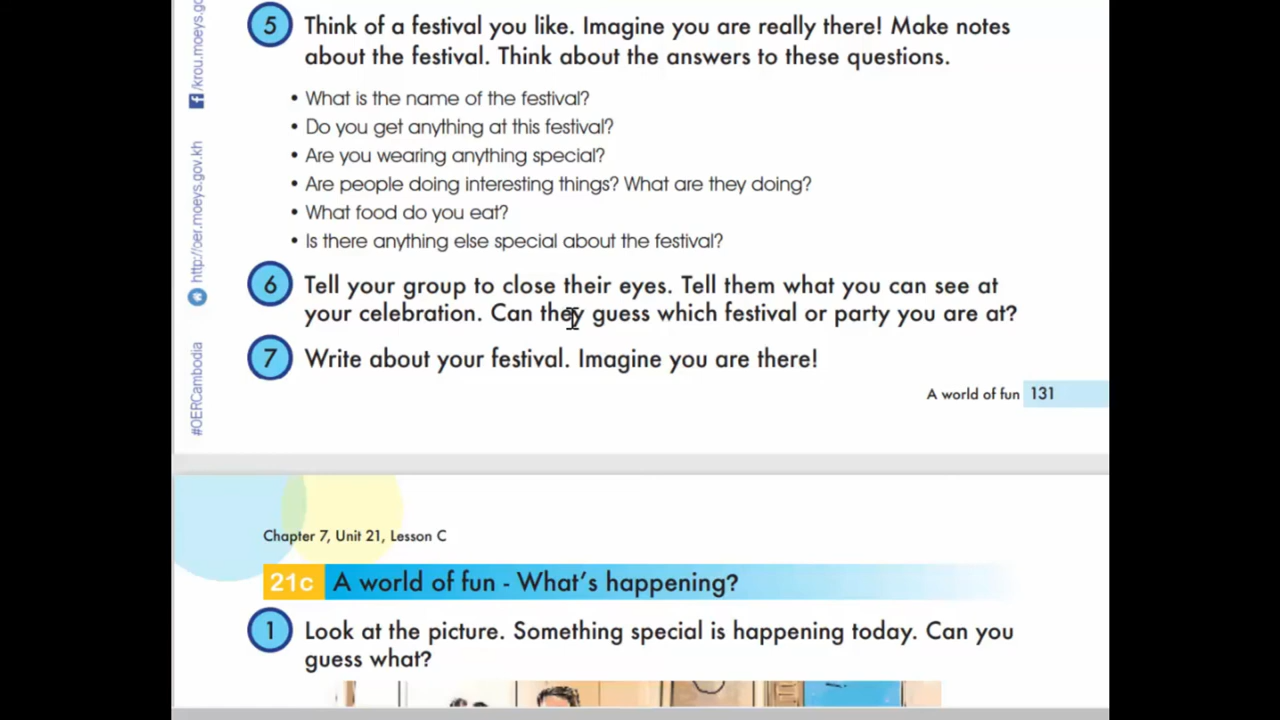 5 Think of a festival you like. Imagine you are really there! Make notes
about the festival. Think about the answers to these questions.
• What is the name of the festival?
• Do you get anything at this festival?
• Are you wearing anything special?
• Are people doing interesting things? What are they doing?
• What food do you eat?
• Is there anything else special about the festival?
6 Tell your group to close their eyes. Tell them what you can see at
your celebration. Can they guess which festival or party you are at?
7 Write about your festival. Imagine you are there!
A world of fun 131
/krou.moeys.go
http://oer.moeys.gov.kh
#OERCambodia
Chapter 7, Unit 21, Lesson C
21c A world of fun - What's happening?
1 Look at the picture. Something special is happening today. Can you
guess what?